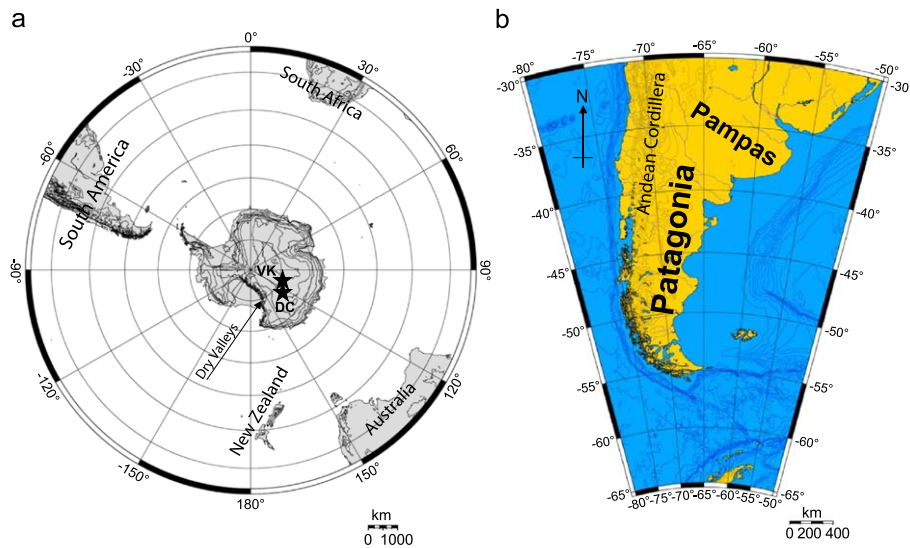 a
0°
30°
60°
90°
120°
150°
180°
-150°
-120°
-90°
-60°
-30°
South Africa
South America
VK
DC
Dry Valleys
New Zealand
Australia
km
0 1000
b
-80°
-75°
-70°
-65°
-60°
-55°
-50°
-30°
-30°
-35°
-35°
-40°
-40°
-45°
-45°
-50°
-50°
-55°
-55°
-60°
-60°
-65°
-65°
-80°
-75°
-70°
-65°
-60°
-55°
-50°
N
Andean Cordillera
Pampas
Patagonia
km
0 200 400